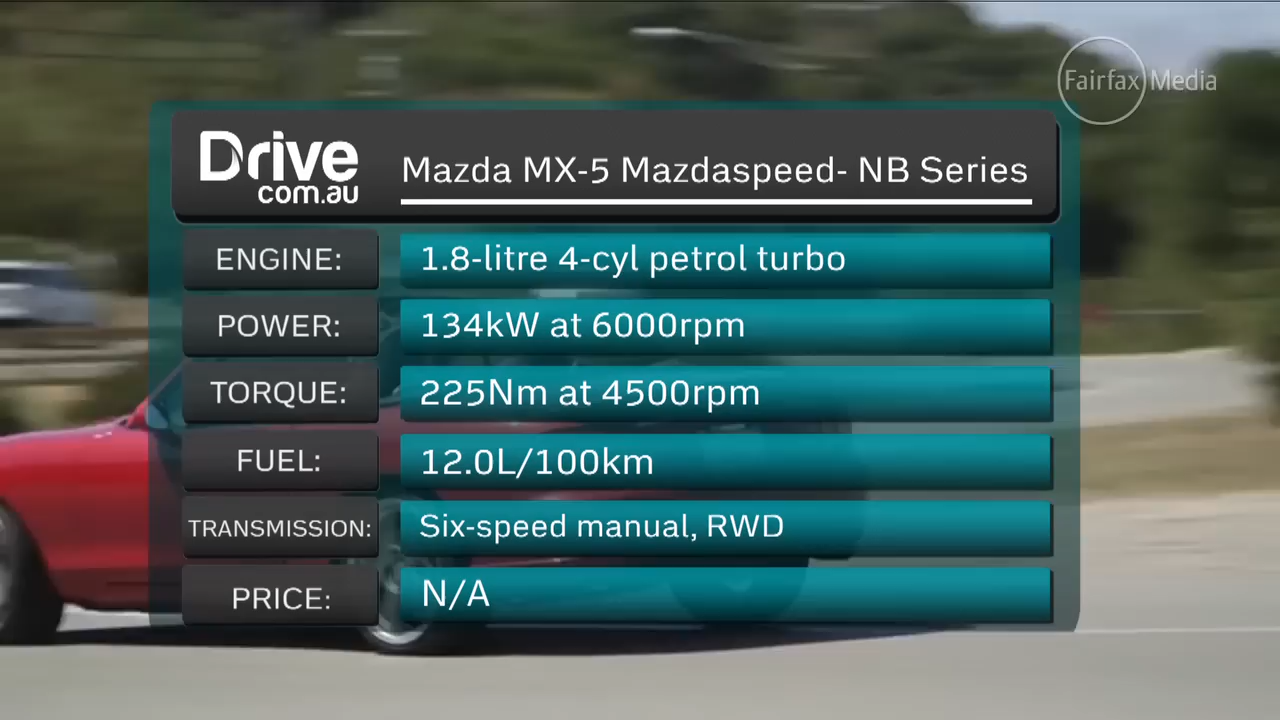 Fairfax Media
Drive
com.au
Mazda MX-5 Mazdaspeed- NB Series
ENGINE: 1.8-litre 4-cyl petrol turbo
POWER: 134kW at 6000rpm
TORQUE: 225Nm at 4500rpm
FUEL: 12.0L/100km
TRANSMISSION: Six-speed manual, RWD
PRICE: N/A